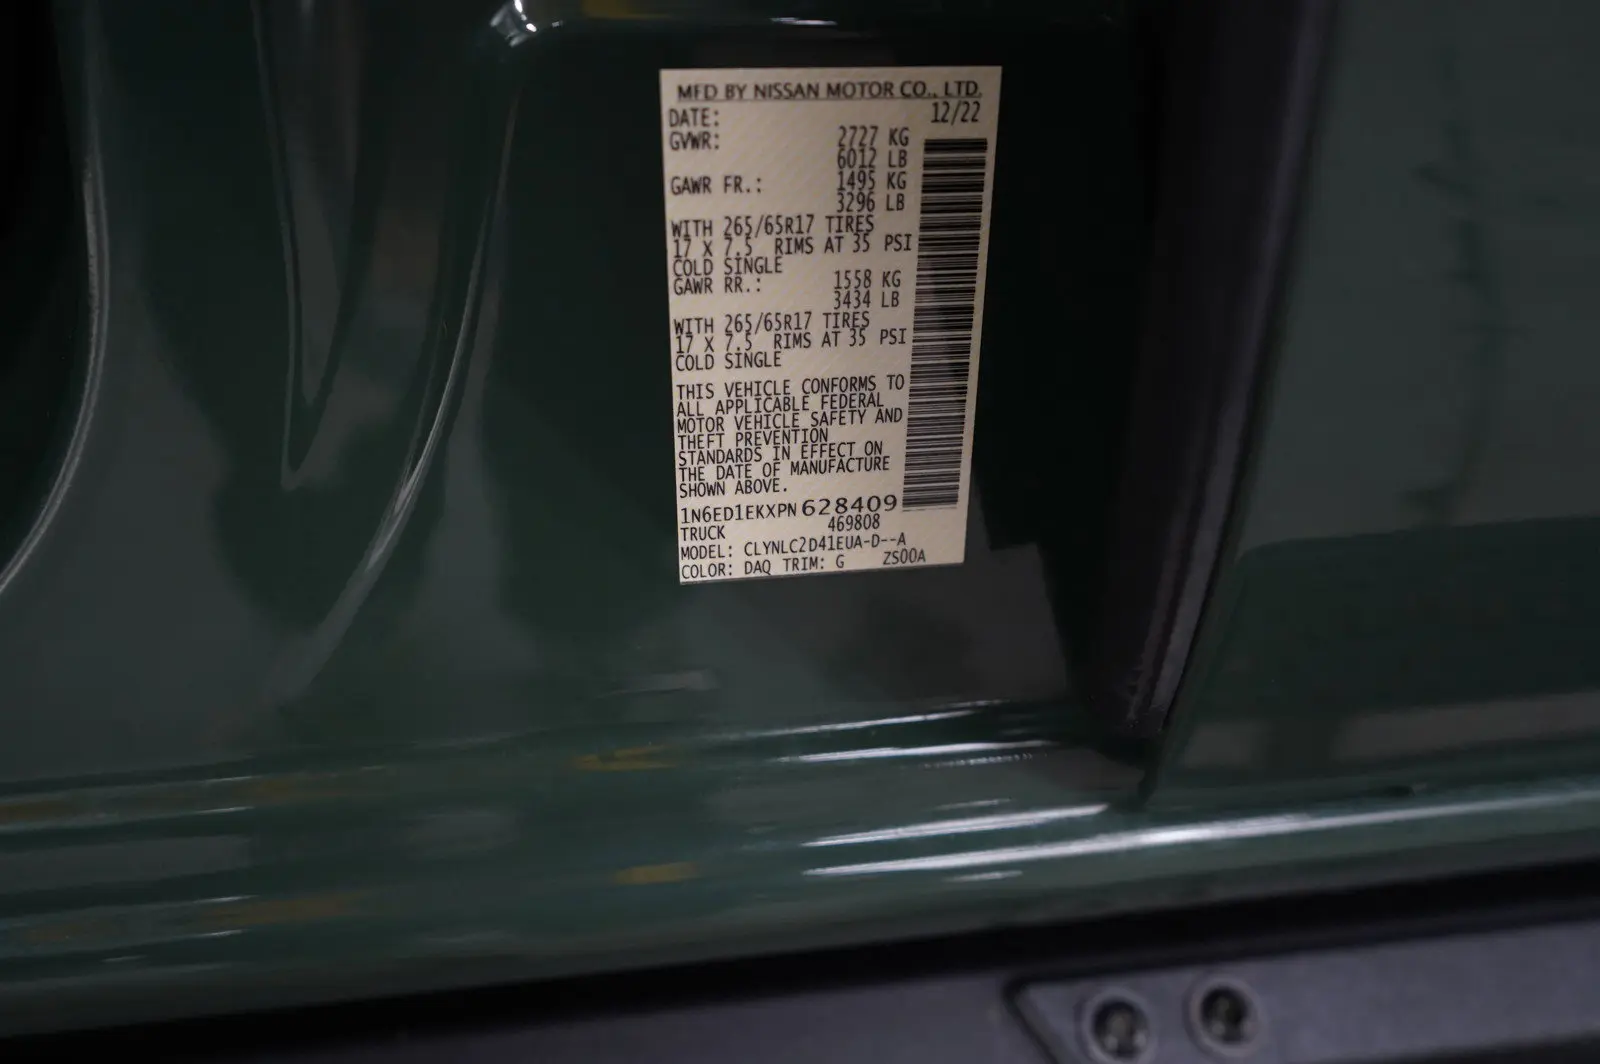 MFD BY NISSAN MOTOR CO., LTD.
DATE: 12/22
GVWR: 2727 KG
6012 LB
GAWR FR.: 1495 KG
3296 LB
WITH 265/65R17 TIRES
17 X 7.5 RIMS AT 35 PSI
COLD SINGLE
GAWR RR.: 1558 KG
3434 LB
WITH 265/65R17 TIRES
17 X 7.5 RIMS AT 35 PSI
COLD SINGLE
THIS VEHICLE CONFORMS TO
ALL APPLICABLE FEDERAL
MOTOR VEHICLE SAFETY AND
THEFT PREVENTION
STANDARDS IN EFFECT ON
THE DATE OF MANUFACTURE
SHOWN ABOVE.
1N6ED1EKXPN628409
TRUCK 469808
MODEL: CLYNLC2D41EUA-D--A
COLOR: DAQ TRIM: G ZS00A